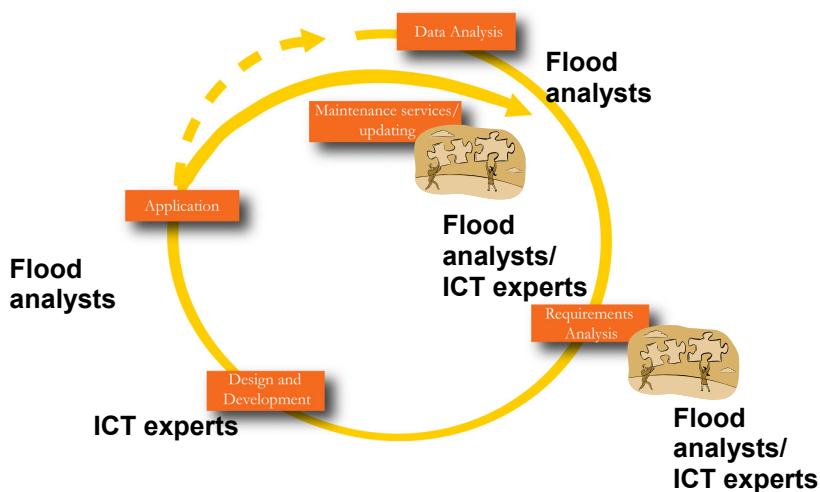 Data Analysis
Flood
analysts
Maintenance services/
updating
Application
Flood
analysts/
ICT experts
Flood
analysts
Requirements
Analysis
Design and
Development
ICT experts
Flood
analysts/
ICT experts